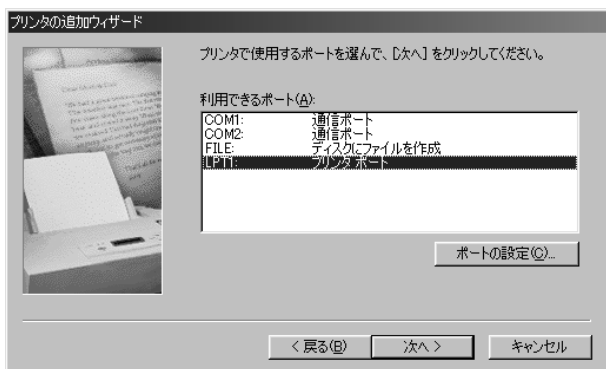 プリンタの追加ウィザード
プリンタで使用するポートを選んで、[次へ] をクリックしてください。
利用できるポート(A):
COM1: 通信ポート
COM2: 通信ポート
FILE: ディスクにファイルを作成
LPT1: プリンタ ポート
ポートの設定(C)...
< 戻る(B)
次へ >
キャンセル